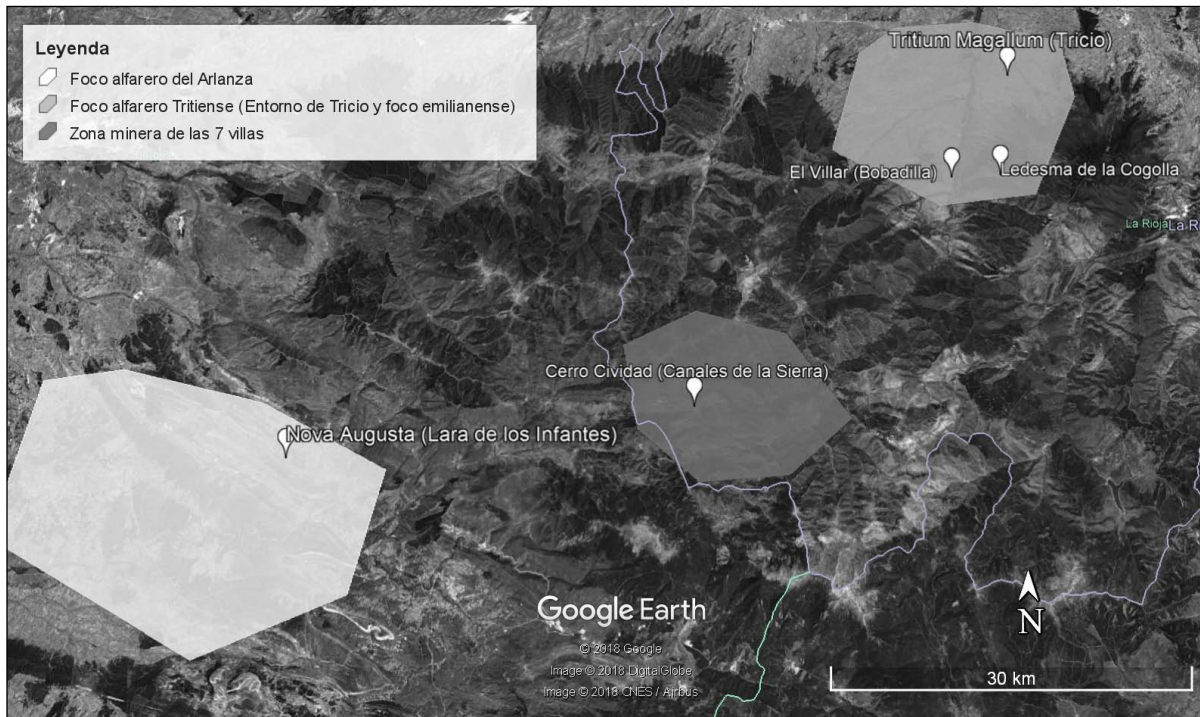 Leyenda
Foco alfarero del Arlanza
Foco alfarero Tritiense (Entorno de Tricio y foco emilianense)
Zona minera de las 7 villas
Tritium Magallum (Tricio)
El Villar (Bobadilla)
Ledesma de la Cogolla
La Rioja
La R
Cerro Cividad (Canales de la Sierra)
Nova Augusta (Lara de los Infantes)
Google Earth
© 2018 Google
Image © 2018 DigitalGlobe
Image © 2018 CNES / Airbus
N
30 km